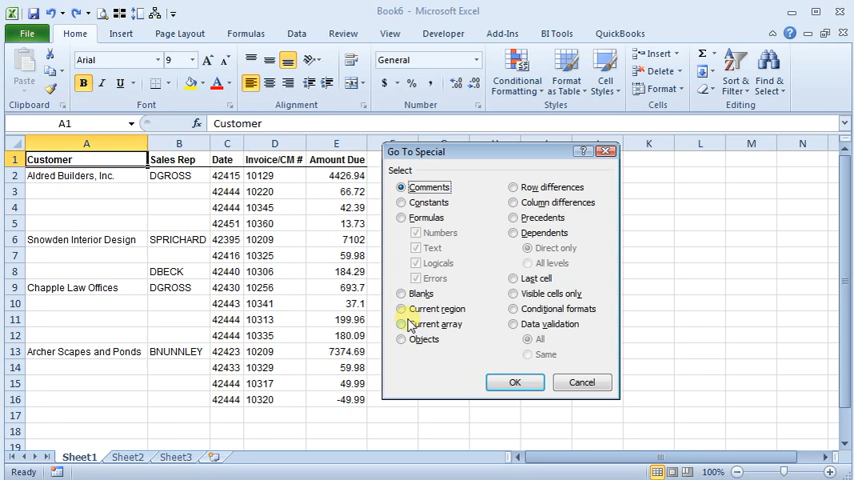 Book6 - Microsoft Excel
File Home Insert Page Layout Formulas Data Review View Developer Add-Ins BI Tools QuickBooks
Paste
Arial 9
General
Conditional Formatting
Format as Table
Cell Styles
Insert
Delete
Format
Sort & Filter
Find & Select
B I U
$ % ,
Clipboard Font Alignment Number Styles Cells Editing
A1 fx Customer
A B C D E K L M N
1 Customer Sales Rep Date Invoice/CM # Amount Due
2 Aldred Builders, Inc. DGROSS 42415 10129 4426.94
3 42444 10220 66.72
4 42444 10345 42.39
5 42451 10360 13.73
6 Snowden Interior Design SPRICHARD 42395 10209 7102
7 42416 10325 59.98
8 DBECK 42440 10306 184.29
9 Chapple Law Offices DGROSS 42430 10256 693.7
10 42443 10341 37.1
11 42444 10313 199.96
12 42444 10335 180.09
13 Archer Scapes and Ponds BNUNNLEY 42423 10209 7374.69
14 42433 10329 59.98
15 42444 10317 49.99
16 42444 10320 -49.99
17
18
19
Go To Special
Select
Comments Row differences
Constants Column differences
Formulas Precedents
Numbers Dependents
Text Direct only
Logicals All levels
Errors Last cell
Blanks Visible cells only
Current region Conditional formats
Current array Data validation
Objects All
Same
OK Cancel
Sheet1 Sheet2 Sheet3
Ready 100%